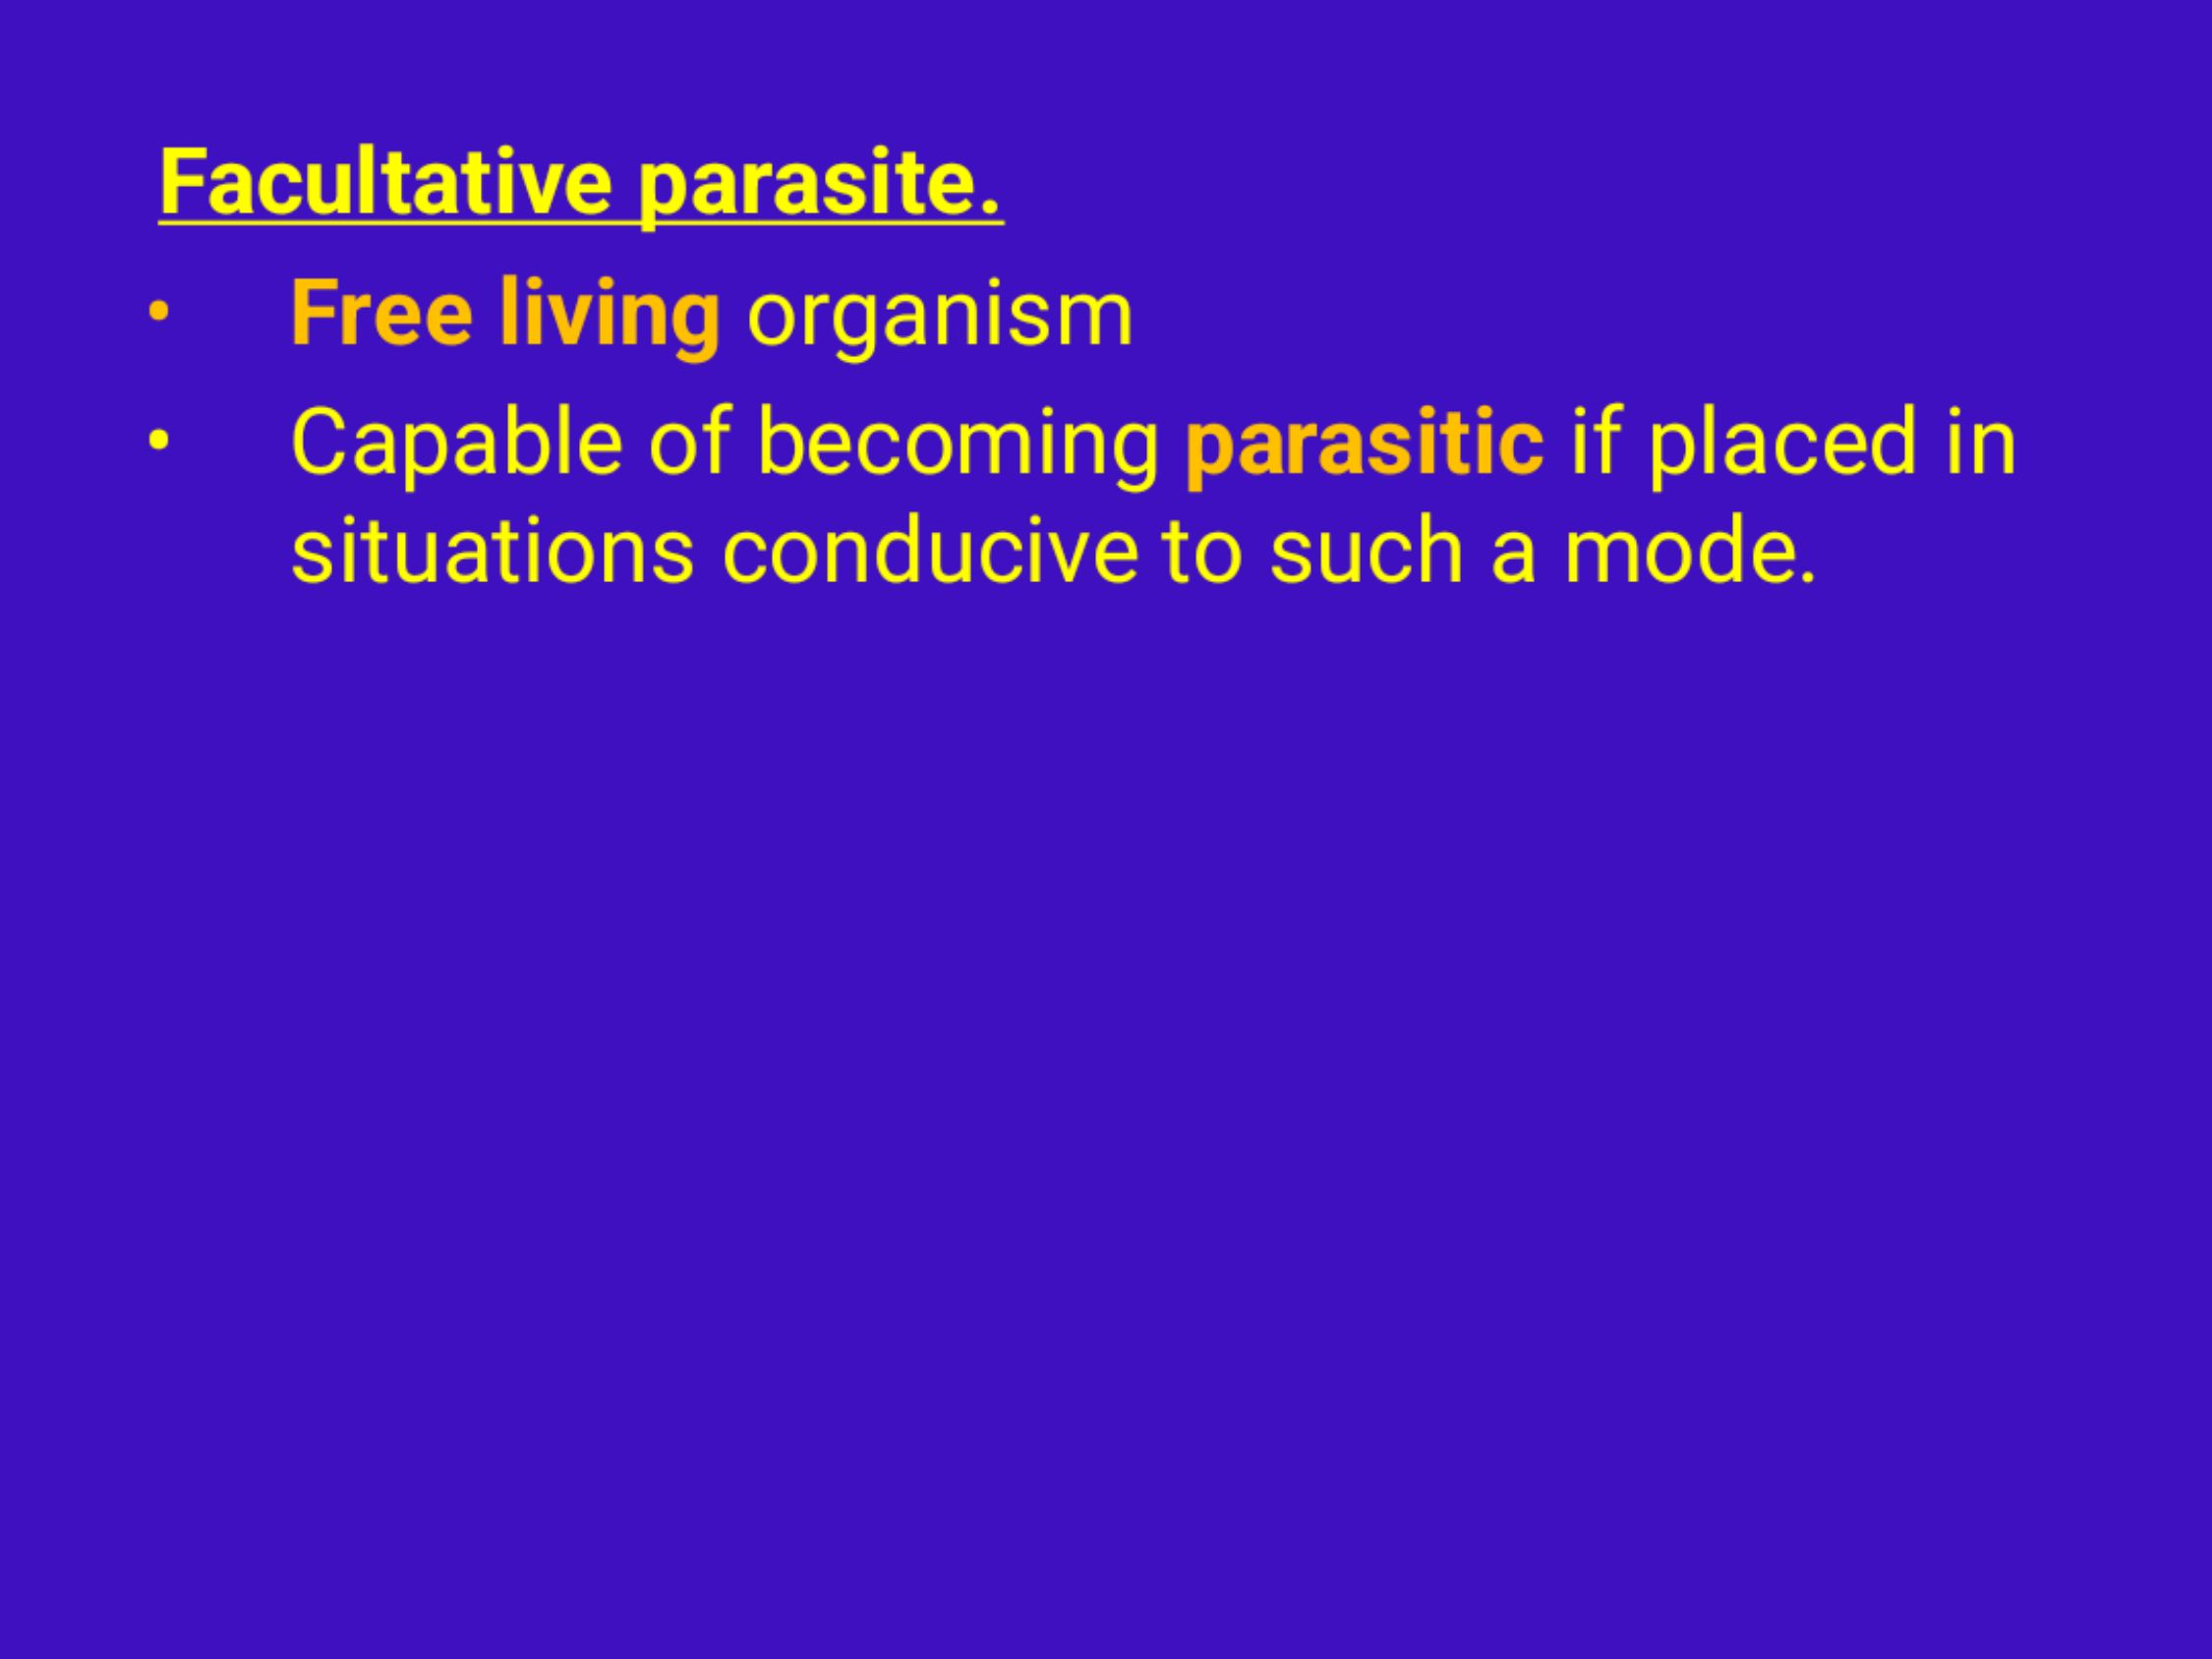 Facultative parasite.
• Free living organism
• Capable of becoming parasitic if placed in
situations conducive to such a mode.